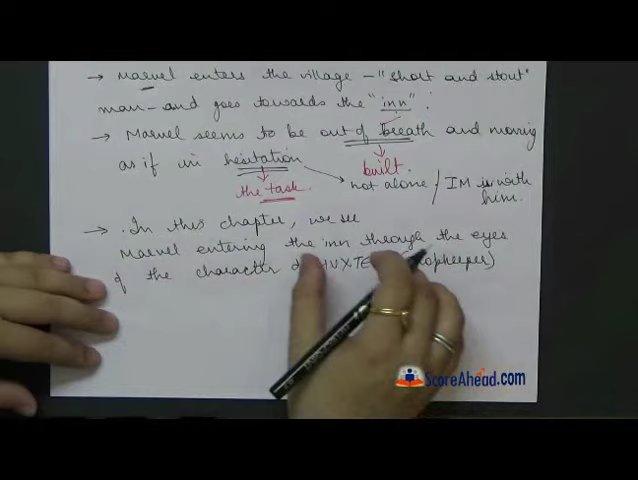 → Marvel enters the village - "short and stout"
man - and goes towards the "inn".
→ Marvel seems to be out of breath and moving
as if in hesitation
built.
the task.
not alone / IM is with
him.
→ In this chapter, we see
Marvel entering the inn through the eyes
of the character
ScoreAhead.com